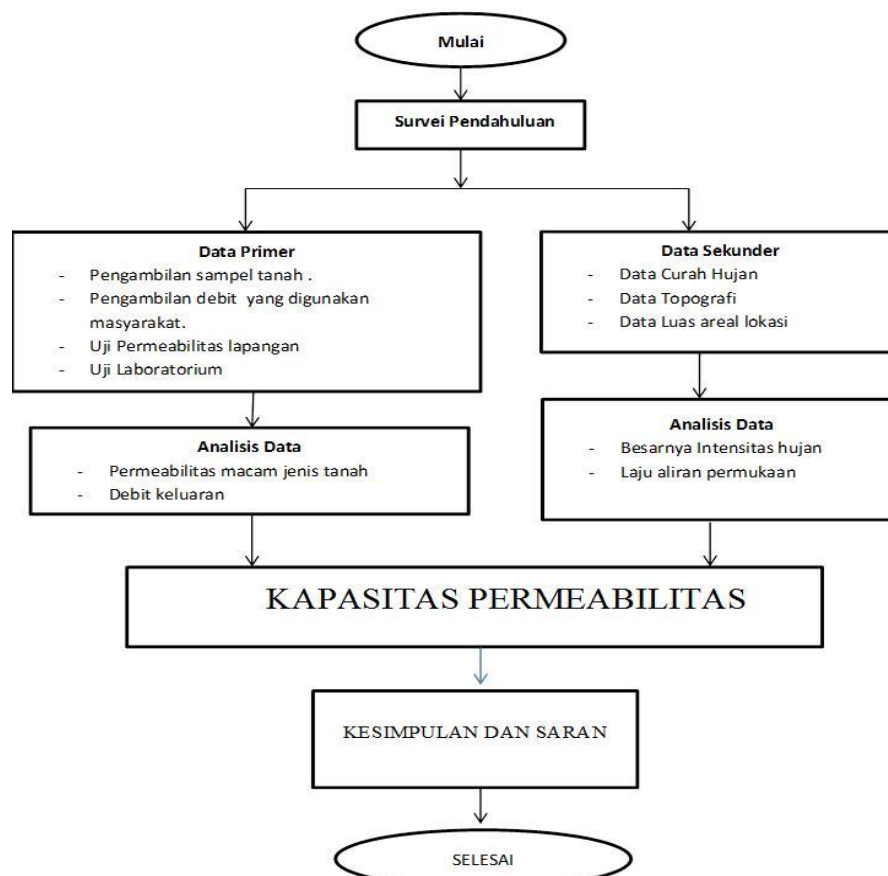 Mulai
Survei Pendahuluan
Data Primer
- Pengambilan sampel tanah .
- Pengambilan debit yang digunakan
masyarakat.
- Uji Permeabilitas lapangan
- Uji Laboratorium
Data Sekunder
- Data Curah Hujan
- Data Topografi
- Data Luas areal lokasi
Analisis Data
- Permeabilitas macam jenis tanah
- Debit keluaran
Analisis Data
- Besarnya Intensitas hujan
- Laju aliran permukaan
KAPASITAS PERMEABILITAS
KESIMPULAN DAN SARAN
SELESAI